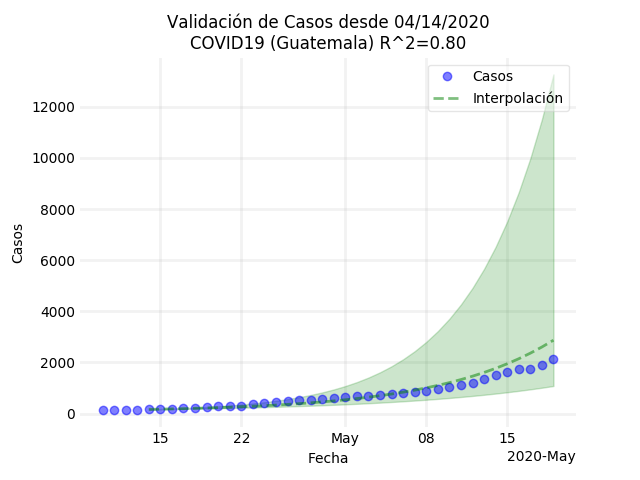 Validación de Casos desde 04/14/2020
COVID19 (Guatemala) R^2=0.80
Casos
Interpolación
12000
10000
8000
6000
4000
2000
0
Casos
15
22
May
08
15
Fecha
2020-May